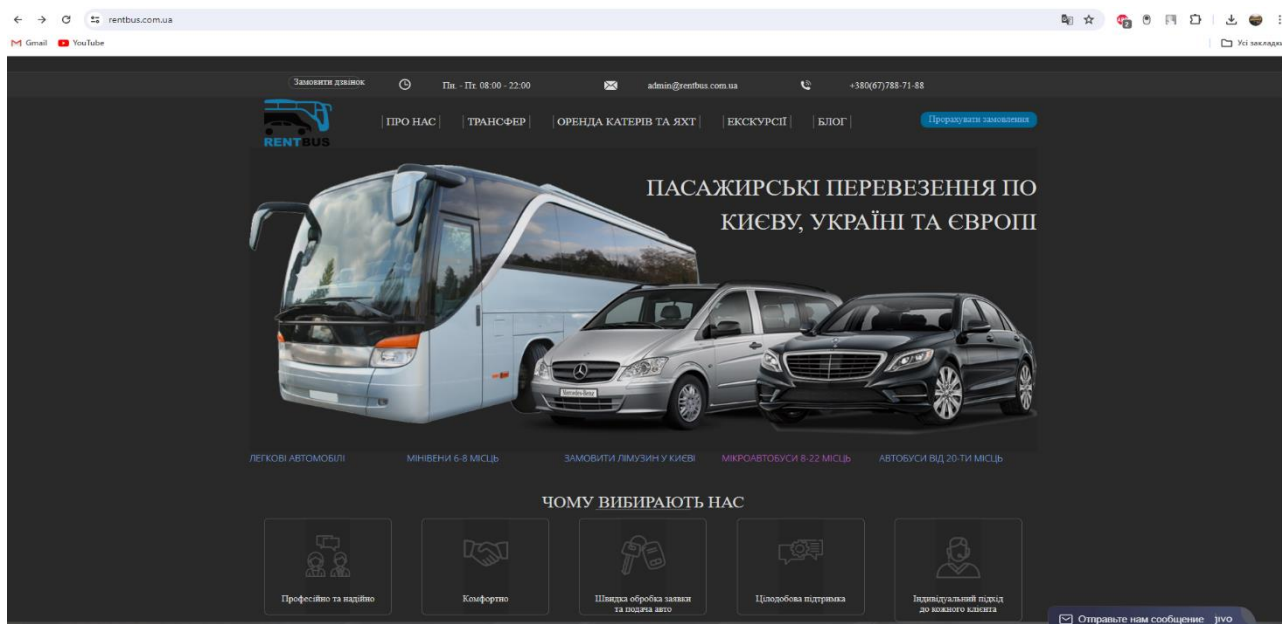 rentbus.com.ua
Gmail YouTube Усі закладки
Замовити дзвінок Пн. - Пт. 08:00 - 22:00 admin@rentbus.com.ua +380(67)788-71-88
RENTBUS
|ПРО НАС| |ТРАНСФЕР| |ОРЕНДА КАТЕРІВ ТА ЯХТ| |ЕКСКУРСІЇ| |БЛОГ| Прорахувати замовлення
ПАСАЖИРСЬКІ ПЕРЕВЕЗЕННЯ ПО
КИЄВУ, УКРАЇНІ ТА ЄВРОПІ
Mercedes-Benz
ЛЕГКОВІ АВТОМОБІЛІ МІНІВЕНИ 6-8 МІСЦЬ ЗАМОВИТИ ЛІМУЗИН У КИЄВІ МІКРОАВТОБУСИ 8-22 МІСЦЬ АВТОБУСИ ВІД 20-ТИ МІСЦЬ
ЧОМУ ВИБИРАЮТЬ НАС
Професійно та надійно Комфортно Швидка обробка заявки Цілодобова підтримка Індивідуальний підхід
та подача авто до кожного клієнта
Отправьте нам сообщение jivo